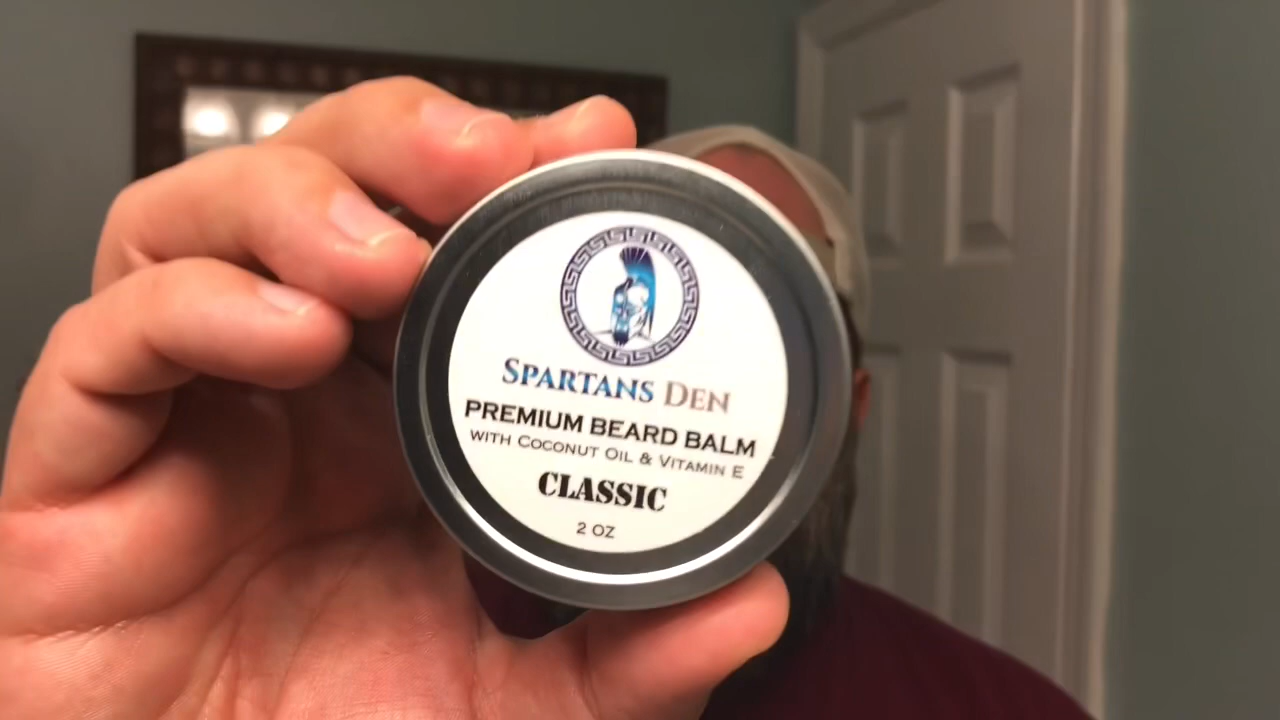 SPARTANS DEN
PREMIUM BEARD BALM
WITH COCONUT OIL & VITAMIN E
CLASSIC
2 OZ